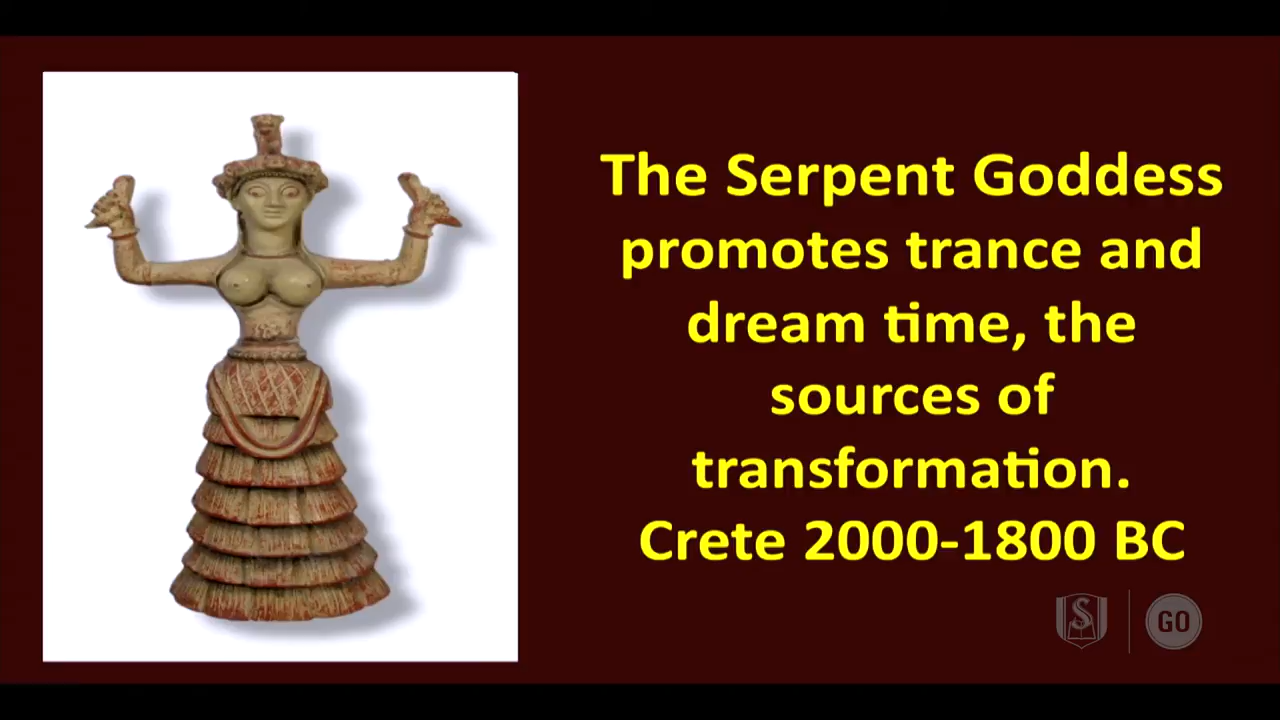 The Serpent Goddess
promotes trance and
dream time, the
sources of
transformation.
Crete 2000-1800 BC
S
GO